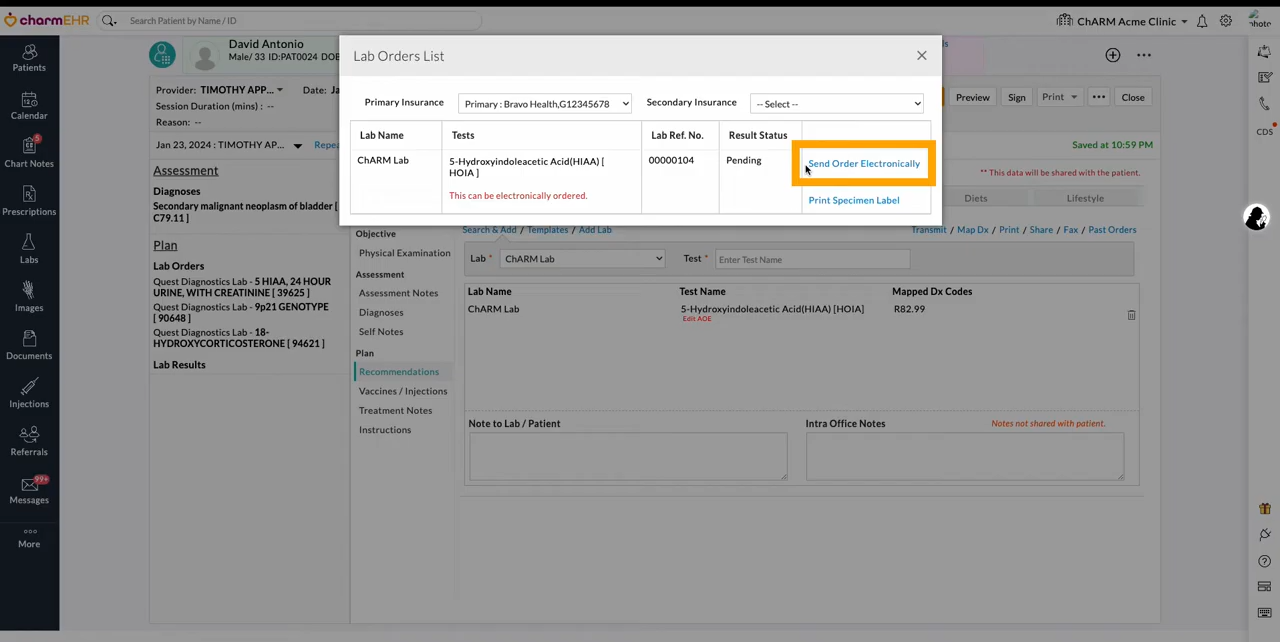 charmEHR
Search Patient by Name / ID
ChARM Acme Clinic
Patients
Calendar
5
Chart Notes
Prescriptions
Labs
Images
Documents
Injections
Referrals
99+
Messages
More
David Antonio
Male/ 33 ID:PAT0024 DOB
Provider: TIMOTHY APP...
Date: Ja
Session Duration (mins) : --
Reason: --
Jan 23, 2024 : TIMOTHY AP...
Repea
Assessment
Diagnoses
Secondary malignant neoplasm of bladder [
C79.11 ]
Plan
Lab Orders
Quest Diagnostics Lab - 5 HIAA, 24 HOUR
URINE, WITH CREATININE [ 39625 ]
Quest Diagnostics Lab - 9p21 GENOTYPE
[ 90648 ]
Quest Diagnostics Lab - 18-
HYDROXYCORTICOSTERONE [ 94621 ]
Lab Results
Lab Orders List
Primary Insurance
Primary : Bravo Health,G12345678
Secondary Insurance
-- Select --
Lab Name Tests Lab Ref. No. Result Status
ChARM Lab
5-Hydroxyindoleacetic Acid(HIAA) [
HOIA ]
This can be electronically ordered.
00000104
Pending
Send Order Electronically
Print Specimen Label
ls
Preview
Sign
Print
Close
Saved at 10:59 PM
** This data will be shared with the patient.
Diets
Lifestyle
Objective
Physical Examination
Assessment
Assessment Notes
Diagnoses
Self Notes
Plan
Recommendations
Vaccines / Injections
Treatment Notes
Instructions
Search & Add / Templates / Add Lab
Transmit / Map Dx / Print / Share / Fax / Past Orders
Lab * ChARM Lab
Test * Enter Test Name
Lab Name Test Name Mapped Dx Codes
ChARM Lab 5-Hydroxyindoleacetic Acid(HIAA) [HOIA] R82.99
Edit AOE
Note to Lab / Patient
Intra Office Notes
Notes not shared with patient.
CDS